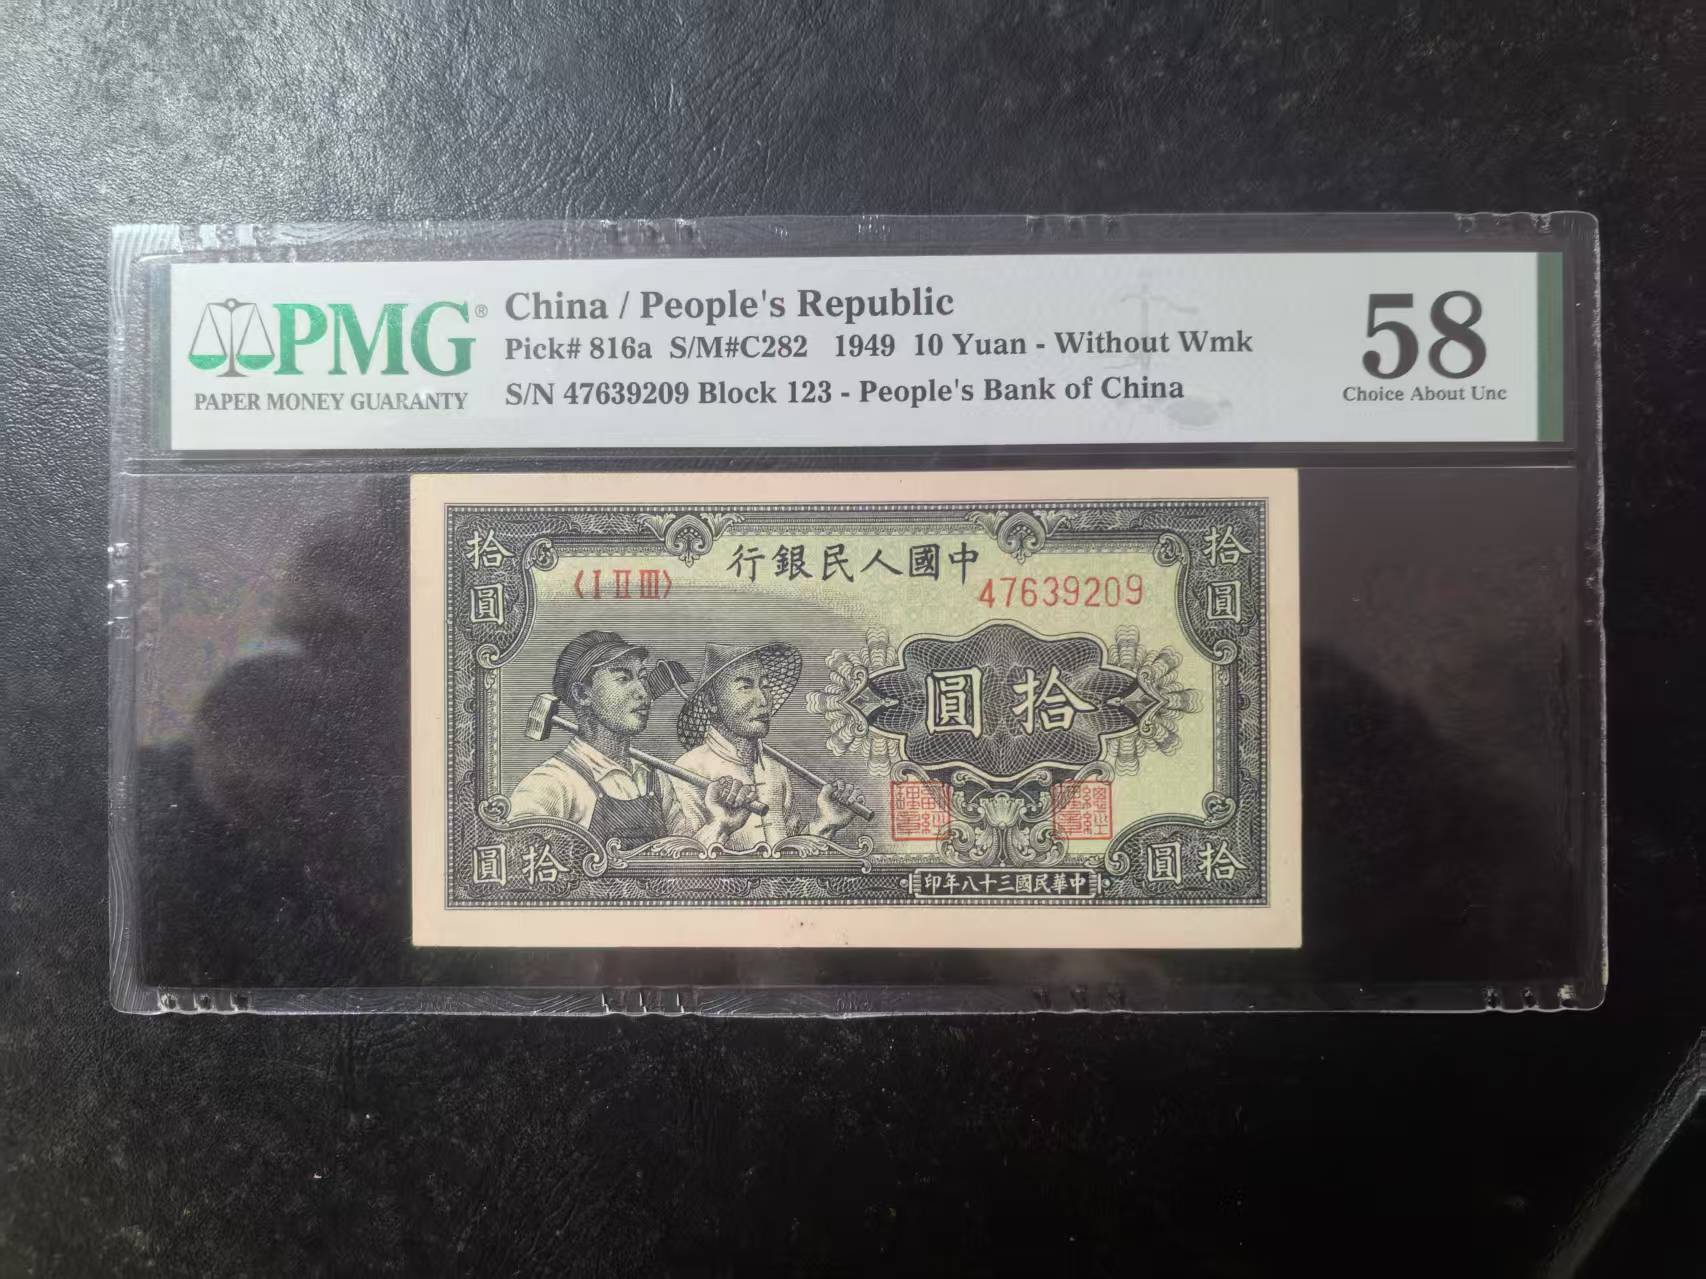 PMG®
PAPER MONEY GUARANTY
China / People's Republic
Pick# 816a S/M#C282 1949 10 Yuan - Without Wmk
S/N 47639209 Block 123 - People's Bank of China
58
Choice About Unc
行銀民人國中
〈I II III〉
47639209
拾圓
拾圓
圓拾
圓拾
圓拾
印年八十三國民華中